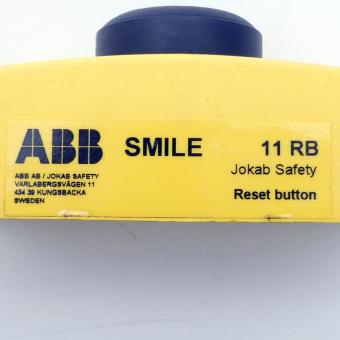 ABB SMILE 11 RB
Jokab Safety
ABB AB / JOKAB SAFETY
VARLABERGSVÄGEN 11
434 39 KUNGSBACKA
SWEDEN
Reset button